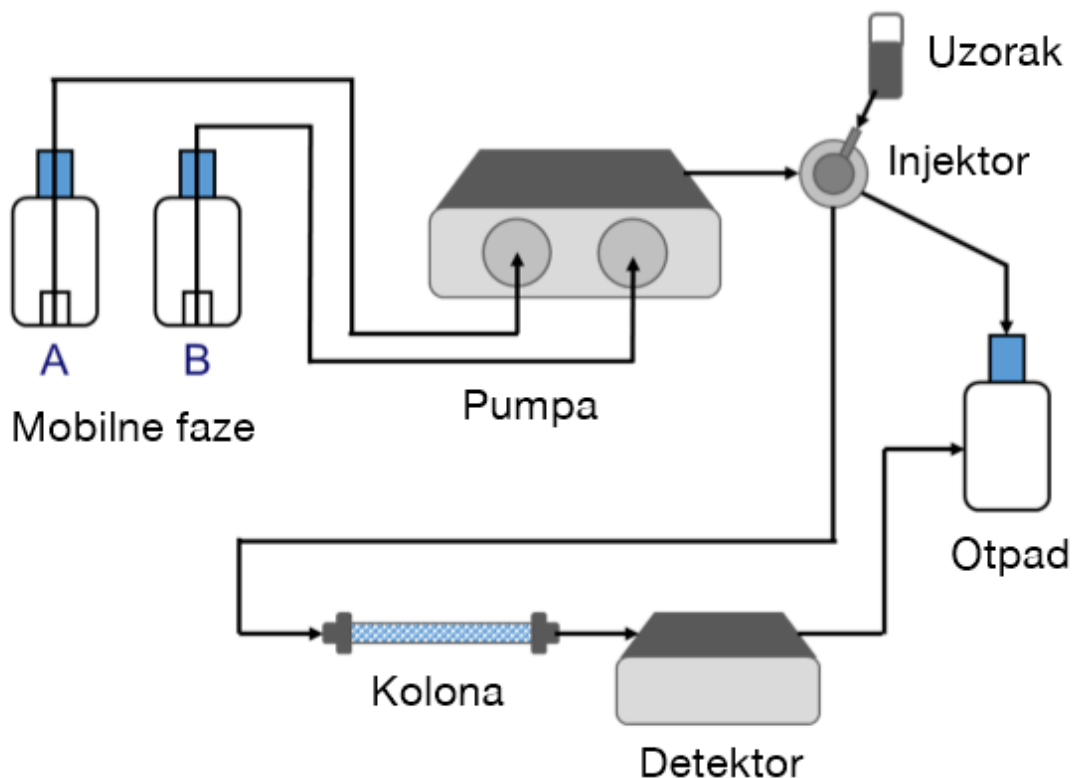 Uzorak
Injektor
A
B
Mobilne faze
Pumpa
Otpad
Kolona
Detektor